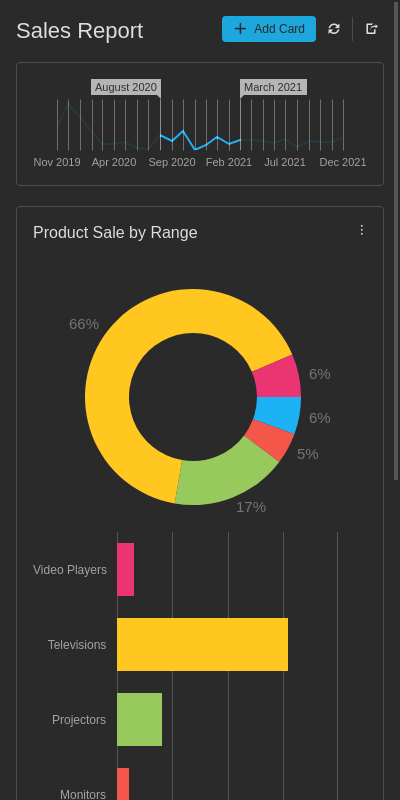 Sales Report
Add Card
August 2020
March 2021
Nov 2019
Apr 2020
Sep 2020
Feb 2021
Jul 2021
Dec 2021
Product Sale by Range
66%
6%
6%
5%
17%
Video Players
Televisions
Projectors
Monitors